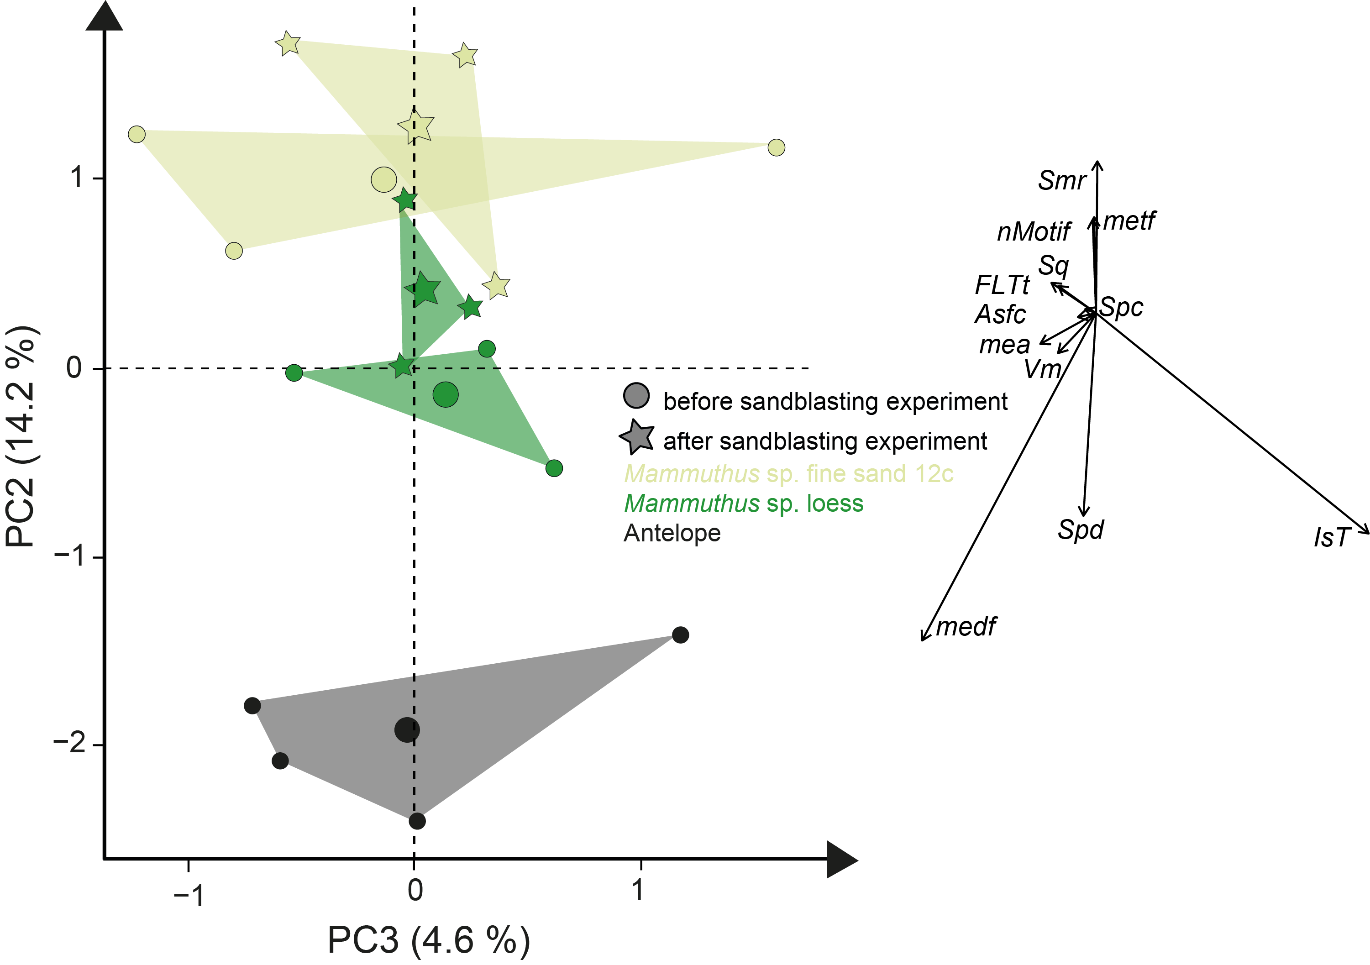 PC2 (14.2 %)
1
0
−1
−2
−1
0
1
PC3 (4.6 %)
before sandblasting experiment
after sandblasting experiment
Mammuthus sp. fine sand 12c
Mammuthus sp. loess
Antelope
Smr
metf
nMotif
Sq
FLTt
Spc
Asfc
mea
Vm
Spd
IsT
medf